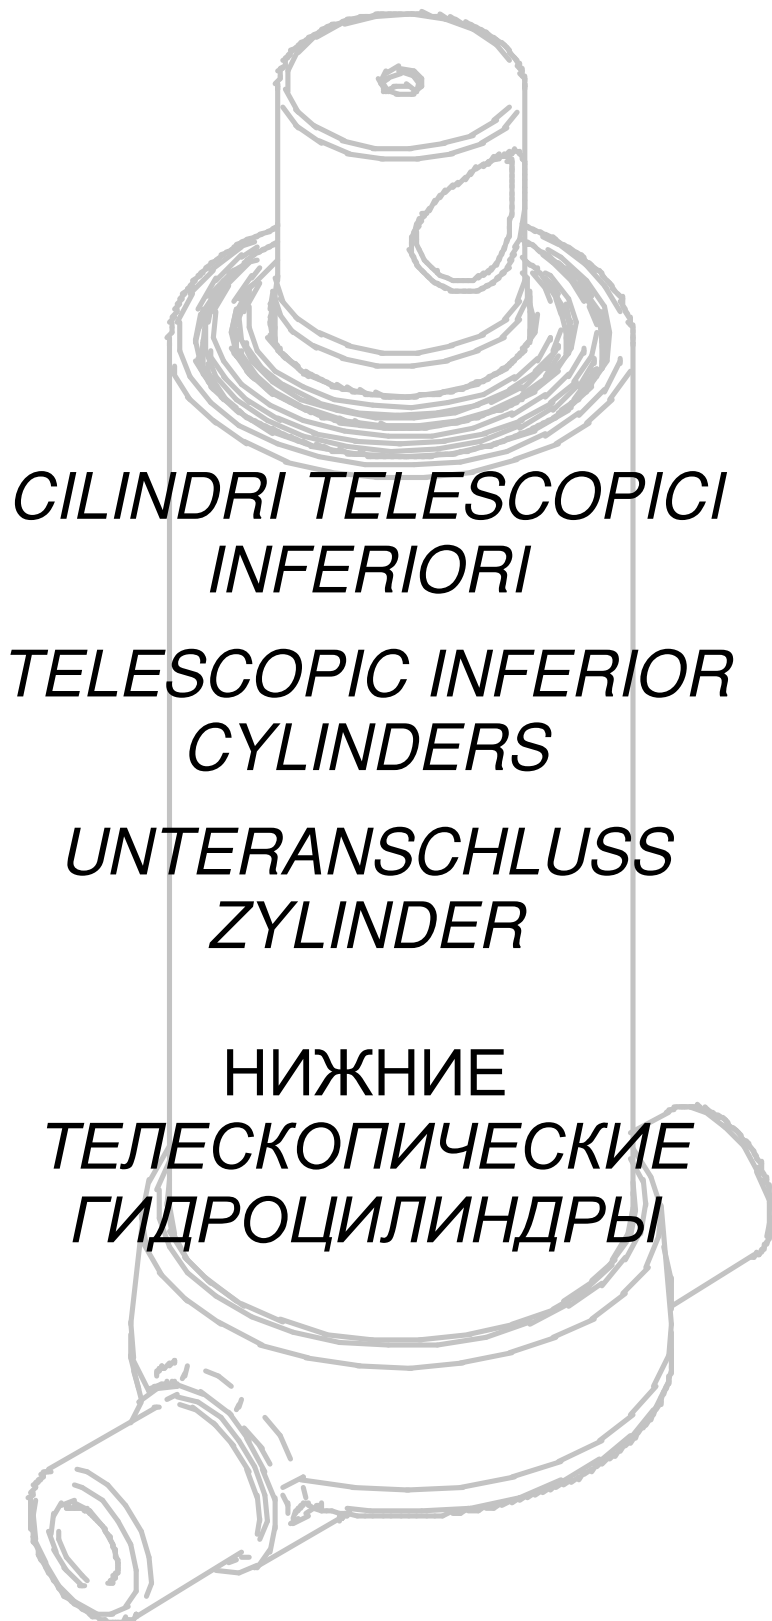 CILINDRI TELESCOPICI
INFERIORI
TELESCOPIC INFERIOR
CYLINDERS
UNTERANSCHLUSS
ZYLINDER
НИЖНИЕ
ТЕЛЕСКОПИЧЕСКИЕ
ГИДРОЦИЛИНДРЫ